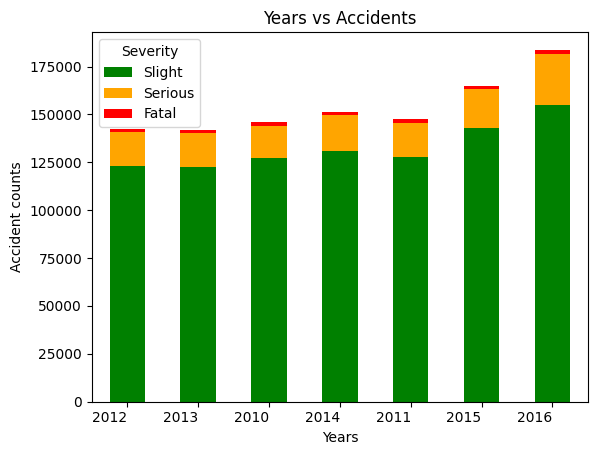 Years vs Accidents
Severity
Slight
Serious
Fatal
Accident counts
175000
150000
125000
100000
75000
50000
25000
0
2012 2013 2010 2014 2011 2015 2016
Years